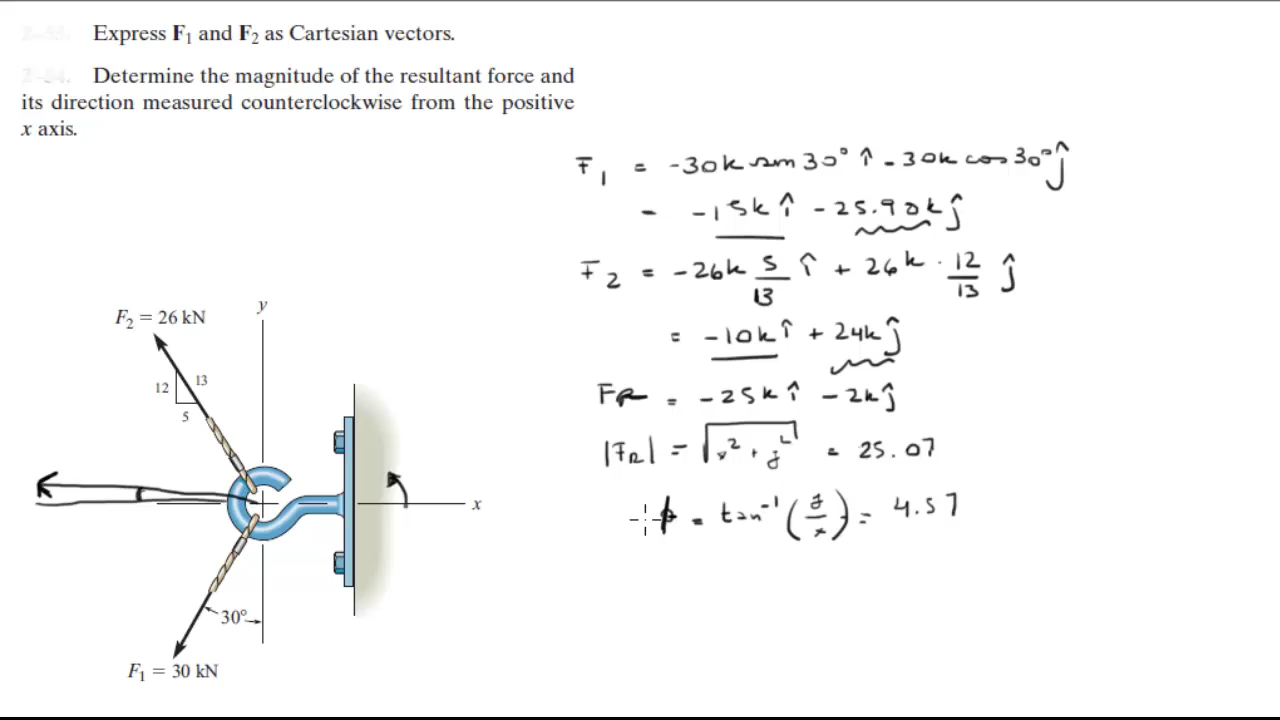 Express F1 and F2 as Cartesian vectors.
Determine the magnitude of the resultant force and
its direction measured counterclockwise from the positive
x axis.
F1 = -30k sin 30° î - 30k cos 30° ĵ
= -15k î - 25.90k ĵ
F2 = -26k 5/13 î + 26k · 12/13 ĵ
= -10k î + 24k ĵ
FR = -25k î - 2k ĵ
|FR| = √x² + y² = 25.07
φ = tan⁻¹ (y/x) = 4.57
y
F2 = 26 kN
12
13
5
x
30°
F1 = 30 kN